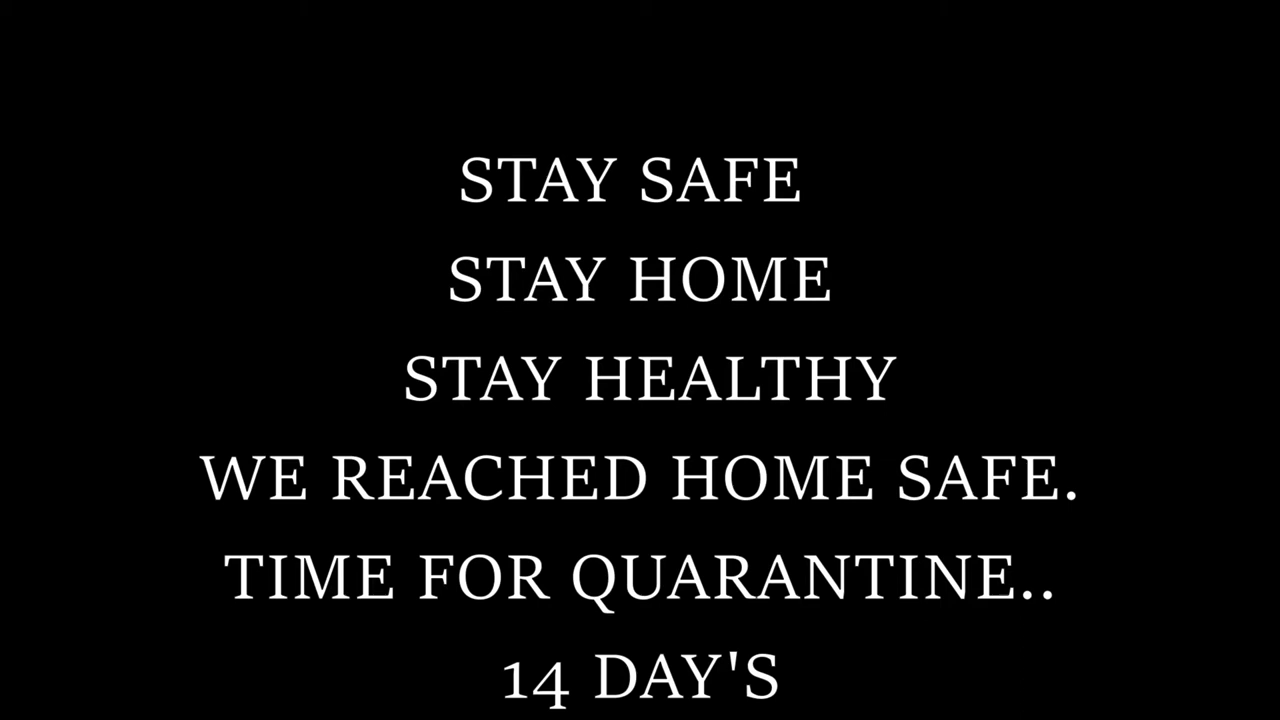 STAY SAFE
STAY HOME
STAY HEALTHY
WE REACHED HOME SAFE.
TIME FOR QUARANTINE..
14 DAY'S